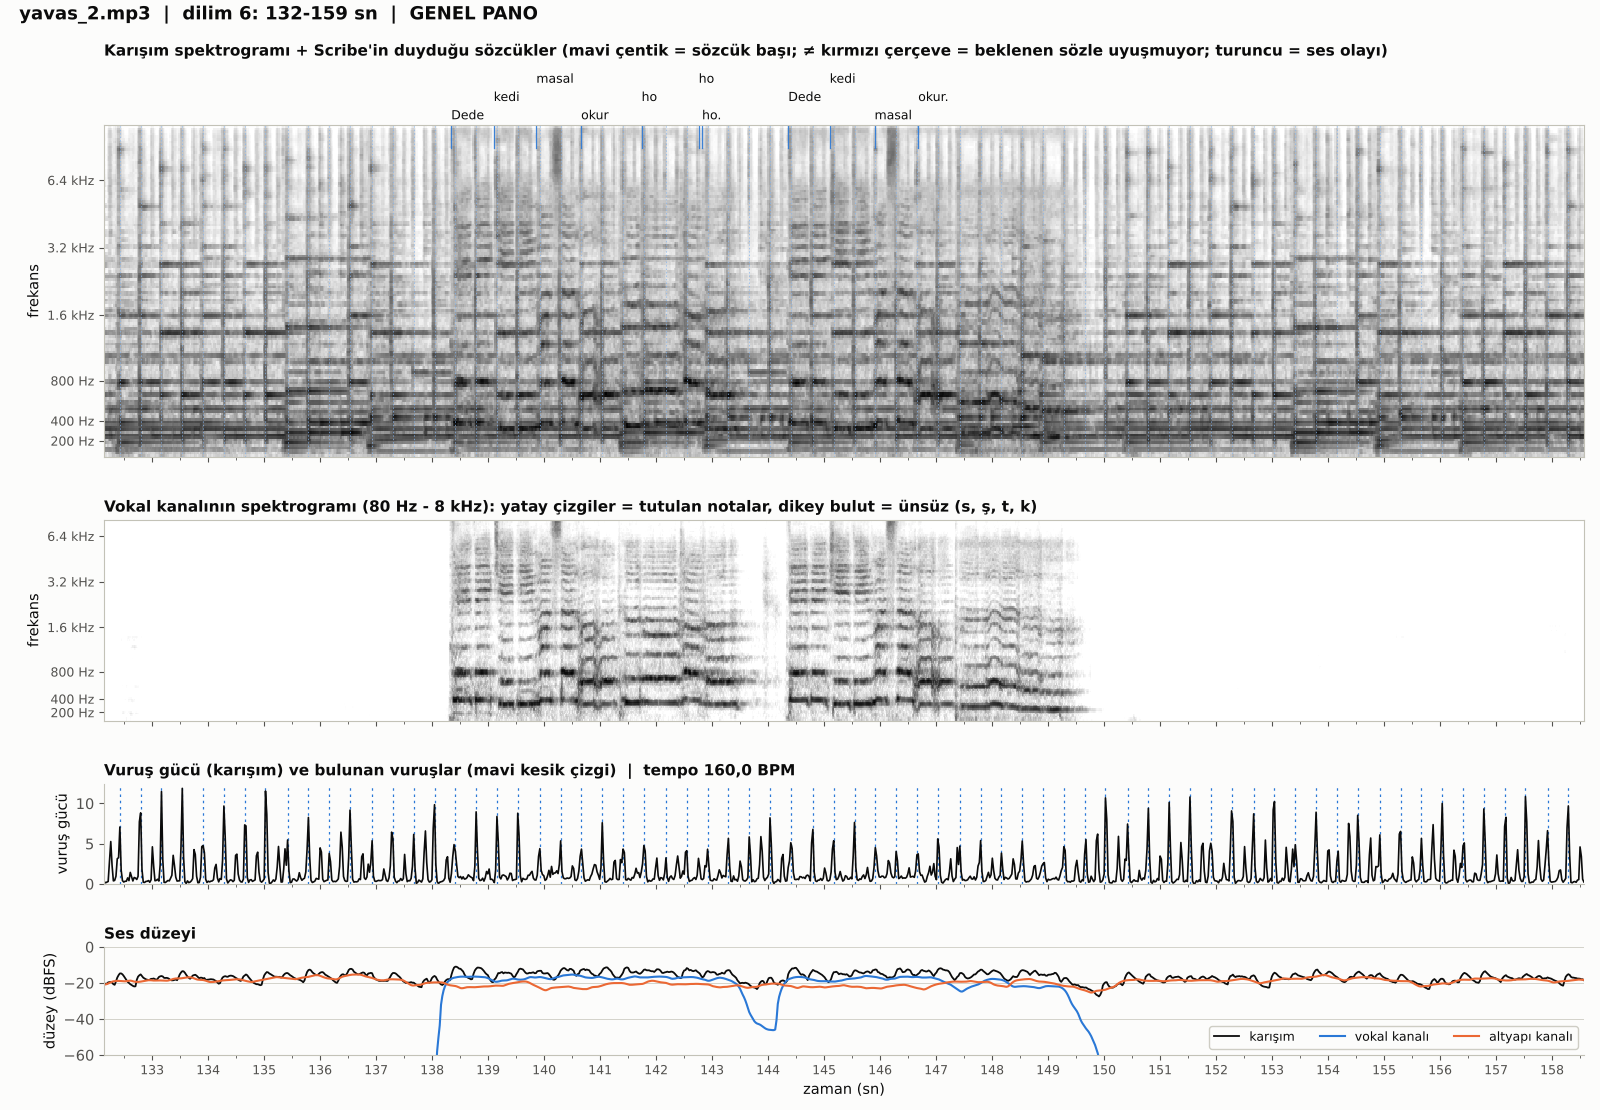 yavas_2.mp3 | dilim 6: 132-159 sn | GENEL PANO
Karışım spektrogramı + Scribe'in duyduğu sözcükler (mavi çentik = sözcük başı; ≠ kırmızı çerçeve = beklenen sözle uyuşmuyor; turuncu = ses olayı)
masal ho kedi
kedi ho Dede okur.
Dede okur ho. masal
frekans
6.4 kHz
3.2 kHz
1.6 kHz
800 Hz
400 Hz
200 Hz
Vokal kanalının spektrogramı (80 Hz - 8 kHz): yatay çizgiler = tutulan notalar, dikey bulut = ünsüz (s, ş, t, k)
frekans
6.4 kHz
3.2 kHz
1.6 kHz
800 Hz
400 Hz
200 Hz
Vuruş gücü (karışım) ve bulunan vuruşlar (mavi kesik çizgi) | tempo 160,0 BPM
vuruş gücü
10
5
0
Ses düzeyi
düzey (dBFS)
0
−20
−40
−60
karışım vokal kanalı altyapı kanalı
133 134 135 136 137 138 139 140 141 142 143 144 145 146 147 148 149 150 151 152 153 154 155 156 157 158
zaman (sn)